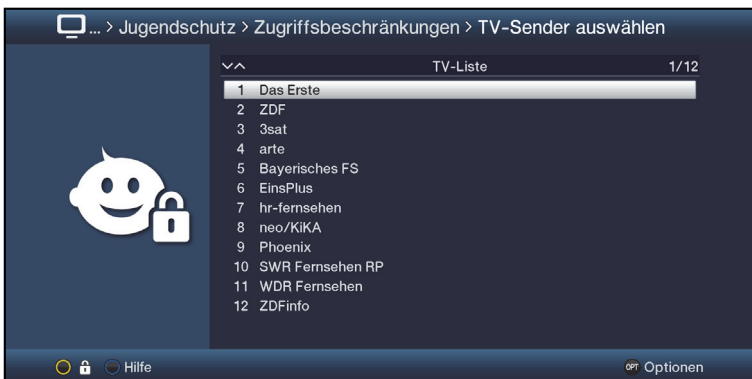 ... > Jugendschutz > Zugriffsbeschränkungen > TV-Sender auswählen
TV-Liste 1/12
1 Das Erste
2 ZDF
3 3sat
4 arte
5 Bayerisches FS
6 EinsPlus
7 hr-fernsehen
8 neo/KiKA
9 Phoenix
10 SWR Fernsehen RP
11 WDR Fernsehen
12 ZDFinfo
Hilfe OPT Optionen